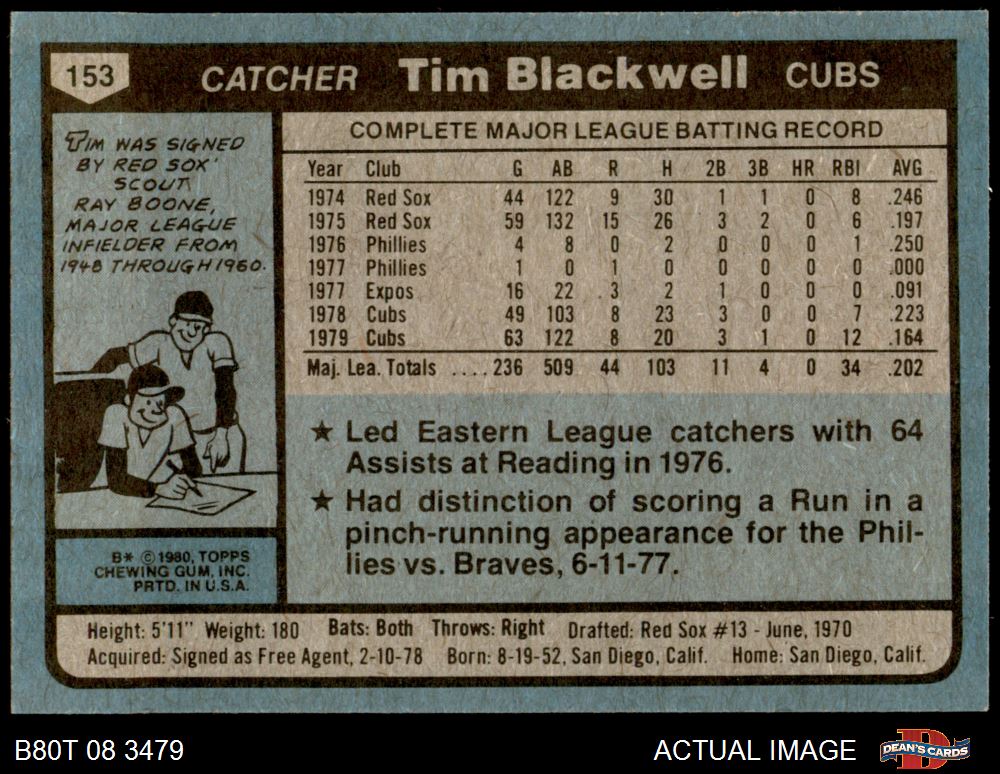 153 CATCHER Tim Blackwell CUBS
TIM WAS SIGNED
BY RED SOX'
SCOUT
RAY BOONE,
MAJOR LEAGUE
INFIELDER FROM
1948 THROUGH 1960.
COMPLETE MAJOR LEAGUE BATTING RECORD
Year Club G AB R H 2B 3B HR RBI AVG
1974 Red Sox 44 122 9 30 1 1 0 8 .246
1975 Red Sox 59 132 15 26 3 2 0 6 .197
1976 Phillies 4 8 0 2 0 0 0 1 .250
1977 Phillies 1 0 1 0 0 0 0 0 .000
1977 Expos 16 22 3 2 1 0 0 0 .091
1978 Cubs 49 103 8 23 3 0 0 7 .223
1979 Cubs 63 122 8 20 3 1 0 12 .164
Maj. Lea. Totals ....236 509 44 103 11 4 0 34 .202
★ Led Eastern League catchers with 64
Assists at Reading in 1976.
★ Had distinction of scoring a Run in a
pinch-running appearance for the Phil-
lies vs. Braves, 6-11-77.
B* © 1980, TOPPS
CHEWING GUM, INC.
PRTD. IN U.S.A.
Height: 5'11" Weight: 180 Bats: Both Throws: Right Drafted: Red Sox #13 - June, 1970
Acquired: Signed as Free Agent, 2-10-78 Born: 8-19-52, San Diego, Calif. Home: San Diego, Calif.
B80T 08 3479 ACTUAL IMAGE DEAN'S CARDS